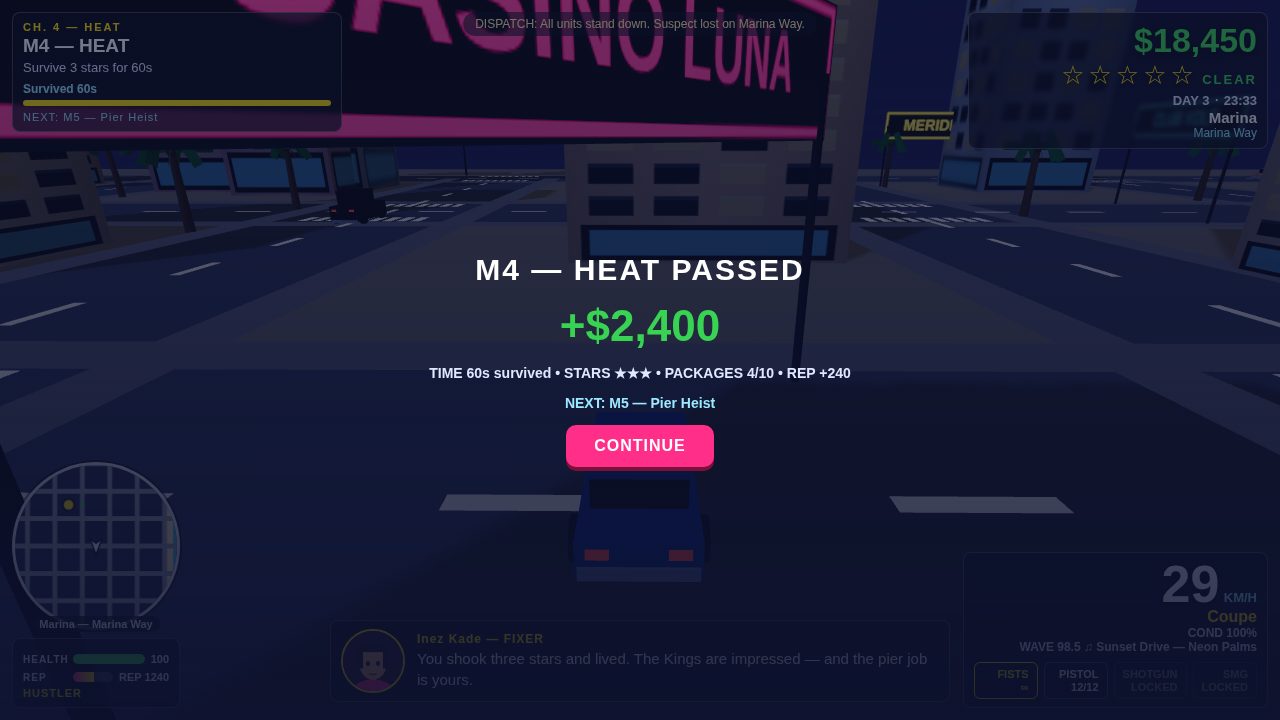 CH. 4 — HEAT
M4 — HEAT
Survive 3 stars for 60s
Survived 60s
NEXT: M5 — Pier Heist
DISPATCH: All units stand down. Suspect lost on Marina Way.
CASINO LUNA
$18,450
☆☆☆☆☆ CLEAR
DAY 3 · 23:33
Marina
Marina Way
M4 — HEAT PASSED
+$2,400
TIME 60s survived • STARS ★★★ • PACKAGES 4/10 • REP +240
NEXT: M5 — Pier Heist
CONTINUE
Marina — Marina Way
HEALTH 100
REP REP 1240
HUSTLER
Inez Kade — FIXER
You shook three stars and lived. The Kings are impressed — and the pier job
is yours.
29 KM/H
Coupe
COND 100%
WAVE 98.5 ♫ Sunset Drive — Neon Palms
FISTS ∞
PISTOL 12/12
SHOTGUN LOCKED
SMG LOCKED